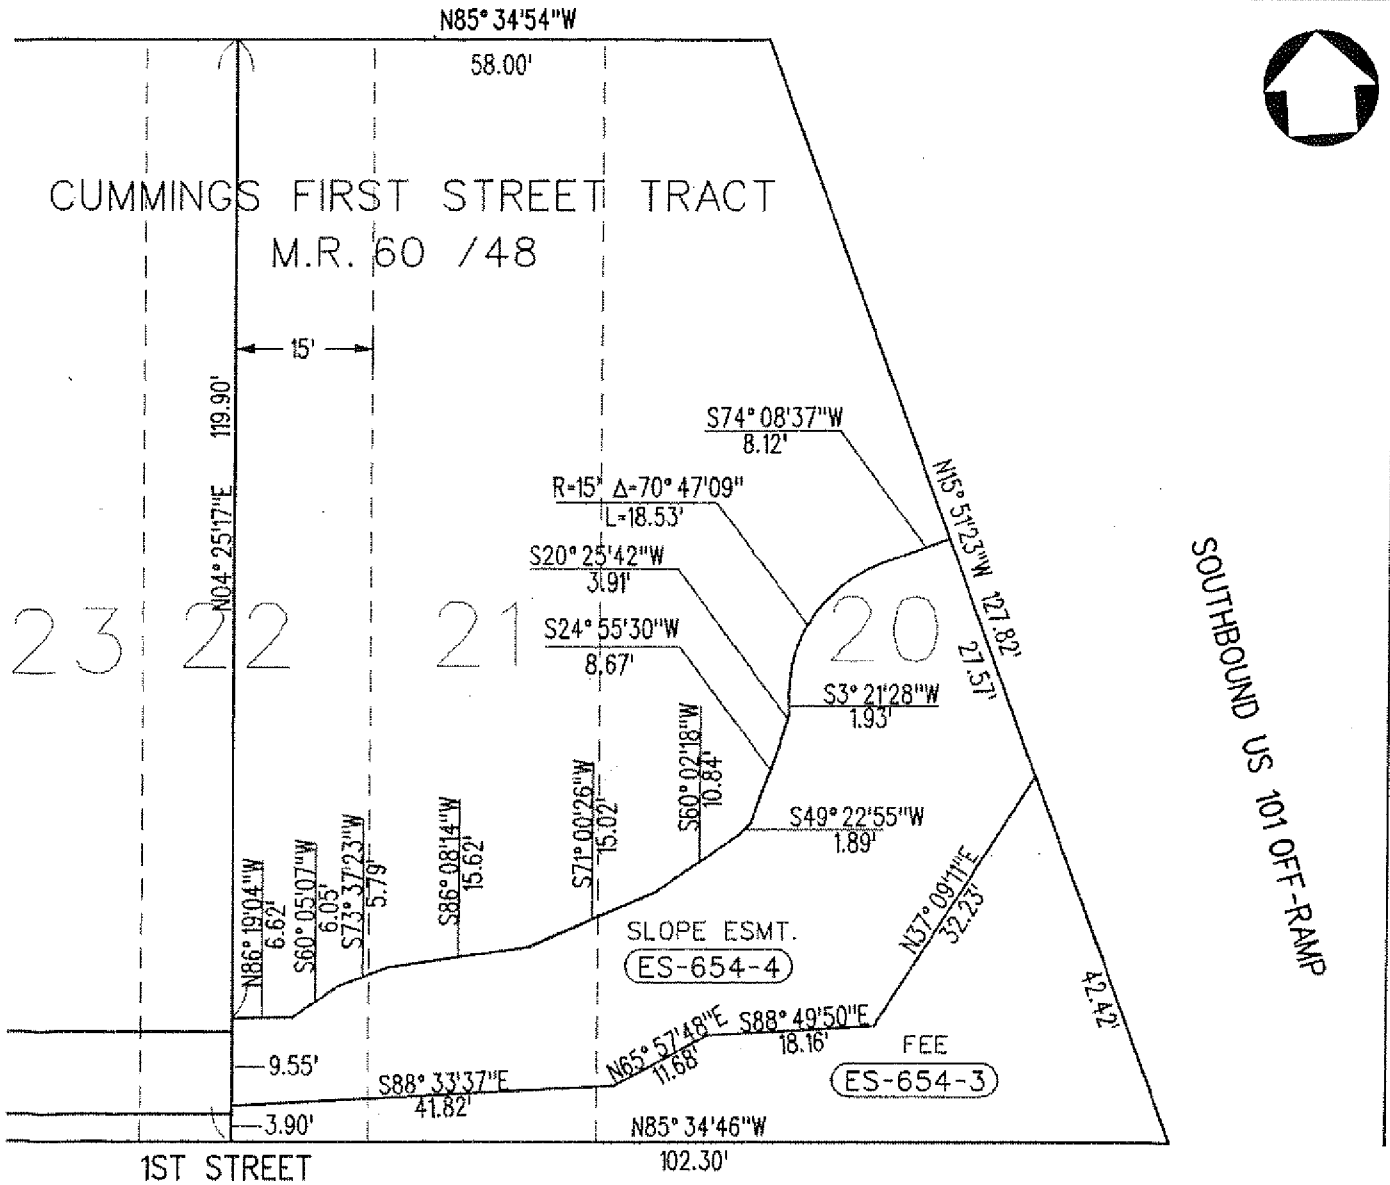 N85° 34'54"W
58.00'
CUMMINGS FIRST STREET TRACT
M.R. 60 /48
15'
119.90'
N04° 25'17"E
S74° 08'37"W
8.12'
R=15' Δ=70° 47'09"
L=18.53'
S20° 25'42"W
3.91'
S24° 55'30"W
8.67'
N15° 51'23"W 127.82'
27.57'
23
22
21
20
S3° 21'28"W
1.93'
S49° 22'55"W
1.89'
S60° 02'18"W
10.84'
S71° 00'26"W
15.02'
S86° 08'14"W
15.62'
S73° 37'23"W
5.79'
S60° 05'07"W
6.05'
N86° 19'04"W
6.62'
SOUTHBOUND US 101 OFF-RAMP
SLOPE ESMT.
ES-654-4
N37° 09'11"E
32.23'
42.42'
S88° 49'50"E
18.16'
N65° 57'48"E
11.68'
FEE
ES-654-3
9.55'
S88° 33'37"E
41.82'
3.90'
N85° 34'46"W
102.30'
1ST STREET